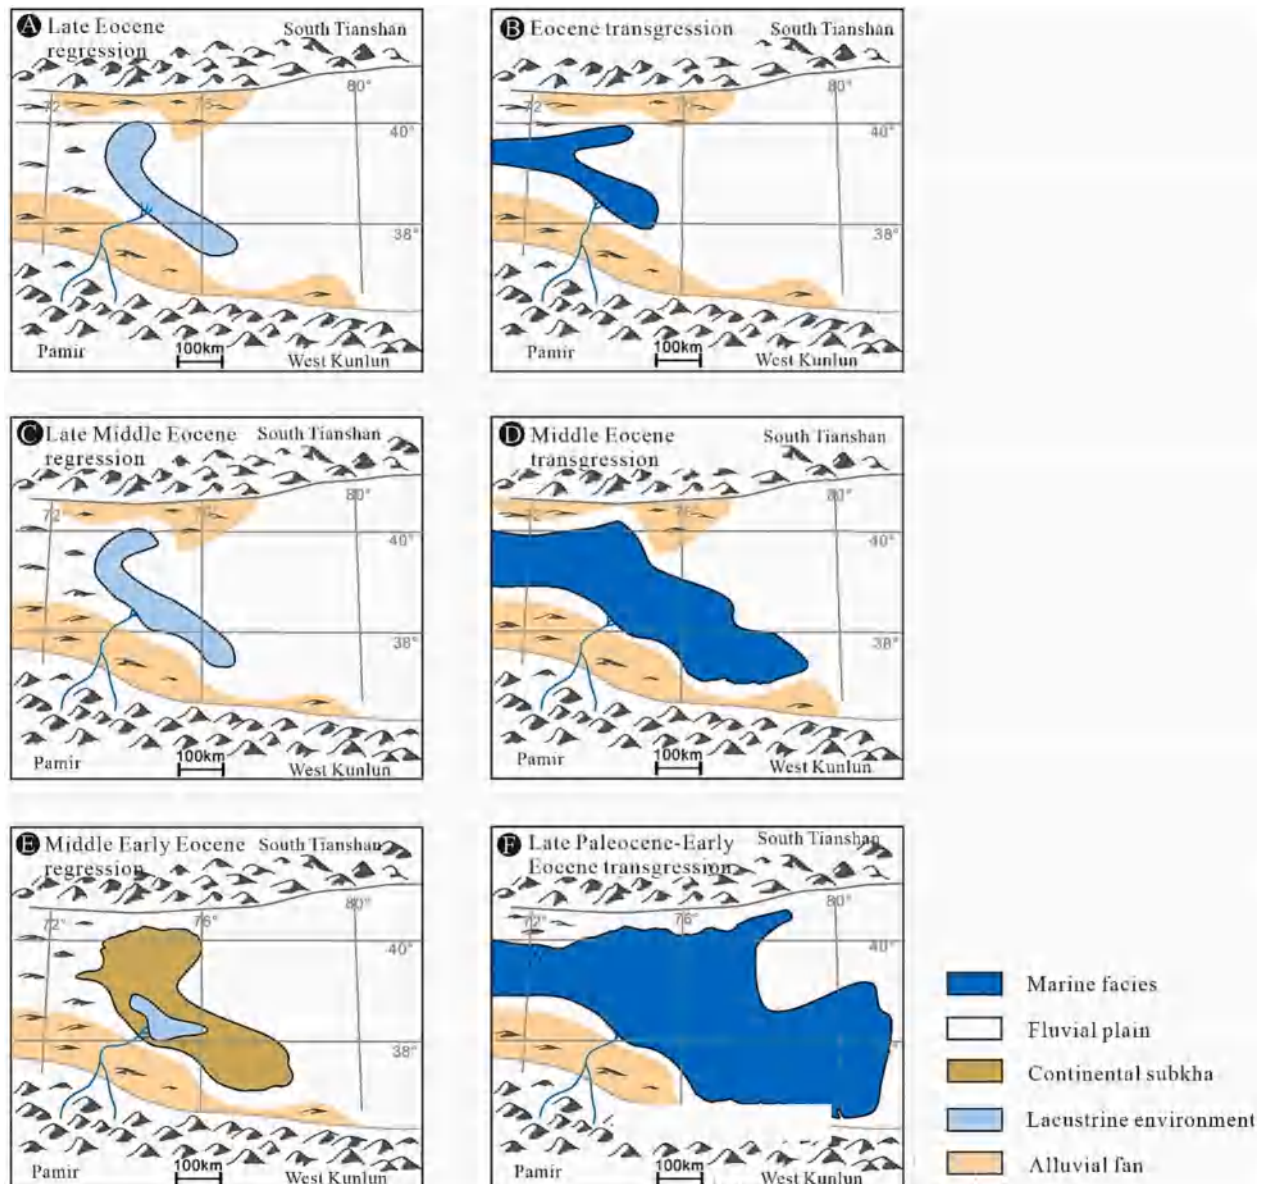 A Late Eocene
regression
South Tianshan
72
76
80°
40°
38°
Pamir
100km
West Kunlun
B Eocene transgression
South Tianshan
72
76
80°
40°
38°
Pamir
100km
West Kunlun
C Late Middle Eocene
regression
South Tianshan
72
76
80°
40°
38°
Pamir
100km
West Kunlun
D Middle Eocene
transgression
South Tianshan
72
76
80°
40°
38°
Pamir
100km
West Kunlun
E Middle Early Eocene
regression
South Tianshan
72°
76°
80°
40°
38°
Pamir
100km
West Kunlun
F Late Paleocene-Early
Eocene transgression
South Tianshan
72°
76°
80°
40°
Pamir
100km
West Kunlun
Marine facies
Fluvial plain
Continental subkha
Lacustrine environment
Alluvial fan